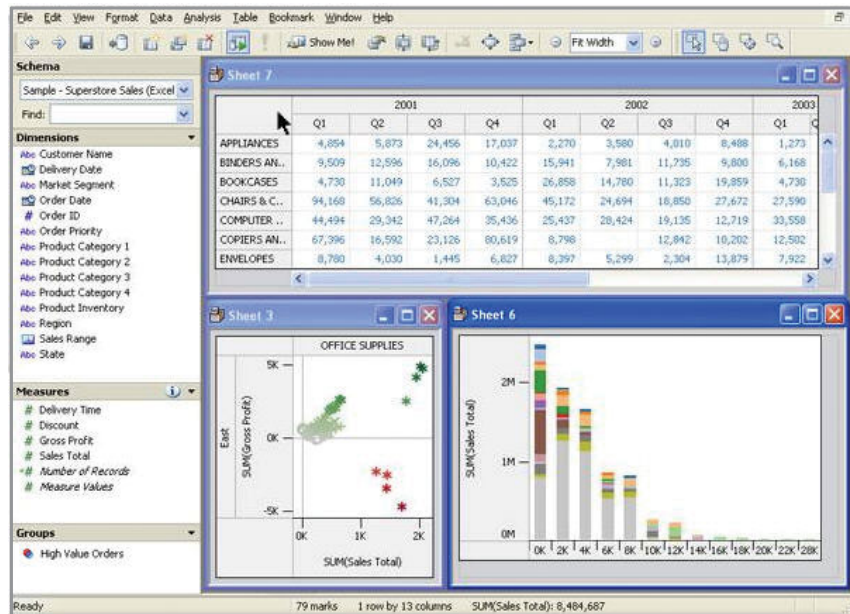 File Edit View Format Data Analysis Table Bookmark Window Help
Show Me! Fit Width
Schema
Sample - Superstore Sales (Excel
Find:
Dimensions
Abc Customer Name
Delivery Date
Abc Market Segment
Order Date
# Order ID
Abc Order Priority
Abc Product Category 1
Abc Product Category 2
Abc Product Category 3
Abc Product Category 4
Abc Product Inventory
Abc Region
Sales Range
Abc State
Measures
# Delivery Time
# Discount
# Gross Profit
# Sales Total
# Number of Records
# Measure Values
Groups
High Value Orders
Sheet 7
2001 2002 2003
Q1 Q2 Q3 Q4 Q1 Q2 Q3 Q4 Q1 Q
APPLIANCES 4,854 5,873 24,456 17,037 2,270 3,580 4,010 8,488 1,273
BINDERS AN.. 9,509 12,596 16,096 10,422 15,941 7,981 11,735 9,800 6,168
BOOKCASES 4,730 11,049 6,527 3,525 26,858 14,780 11,323 19,859 4,730
CHAIRS & C.. 94,168 56,826 41,304 63,046 45,172 24,694 18,850 27,672 27,590
COMPUTER .. 44,494 29,342 47,264 35,436 25,437 28,424 19,135 12,719 33,558
COPIERS AN.. 67,396 16,592 23,126 80,619 8,798 12,842 10,202 12,502
ENVELOPES 8,780 4,030 1,445 6,827 8,397 5,299 2,304 13,879 7,922
Sheet 3
OFFICE SUPPLIES
East
SUM(Gross Profit)
5K
0K
-5K
0K 1K 2K
SUM(Sales Total)
Sheet 6
SUM(Sales Total)
2M
1M
0M
0K 2K 4K 6K 8K 10K 12K 14K 16K 18K 20K 22K 28K
Ready 79 marks 1 row by 13 columns SUM(Sales Total): 8,484,687